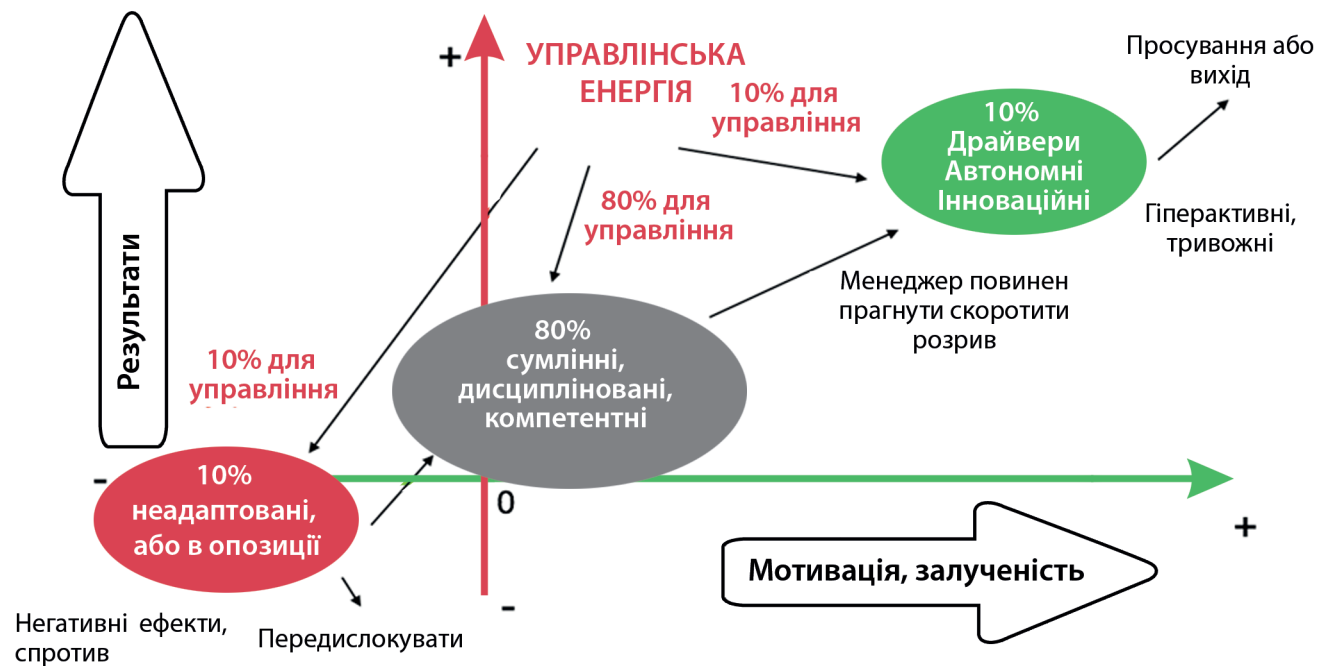 +
УПРАВЛІНСЬКА
ЕНЕРГІЯ
10% для
управління
Просування або
вихід
10%
Драйвери
Автономні
Інноваційні
80% для
управління
Гіперактивні,
тривожні
Результати
Менеджер повинен
прагнути скоротити
розрив
80%
сумлінні,
дисципліновані,
компетентні
10% для
управління
-
10%
неадаптовані,
або в опозиції
0
+
Мотивація, залученість
-
Негативні ефекти,
спротив
Передислокувати